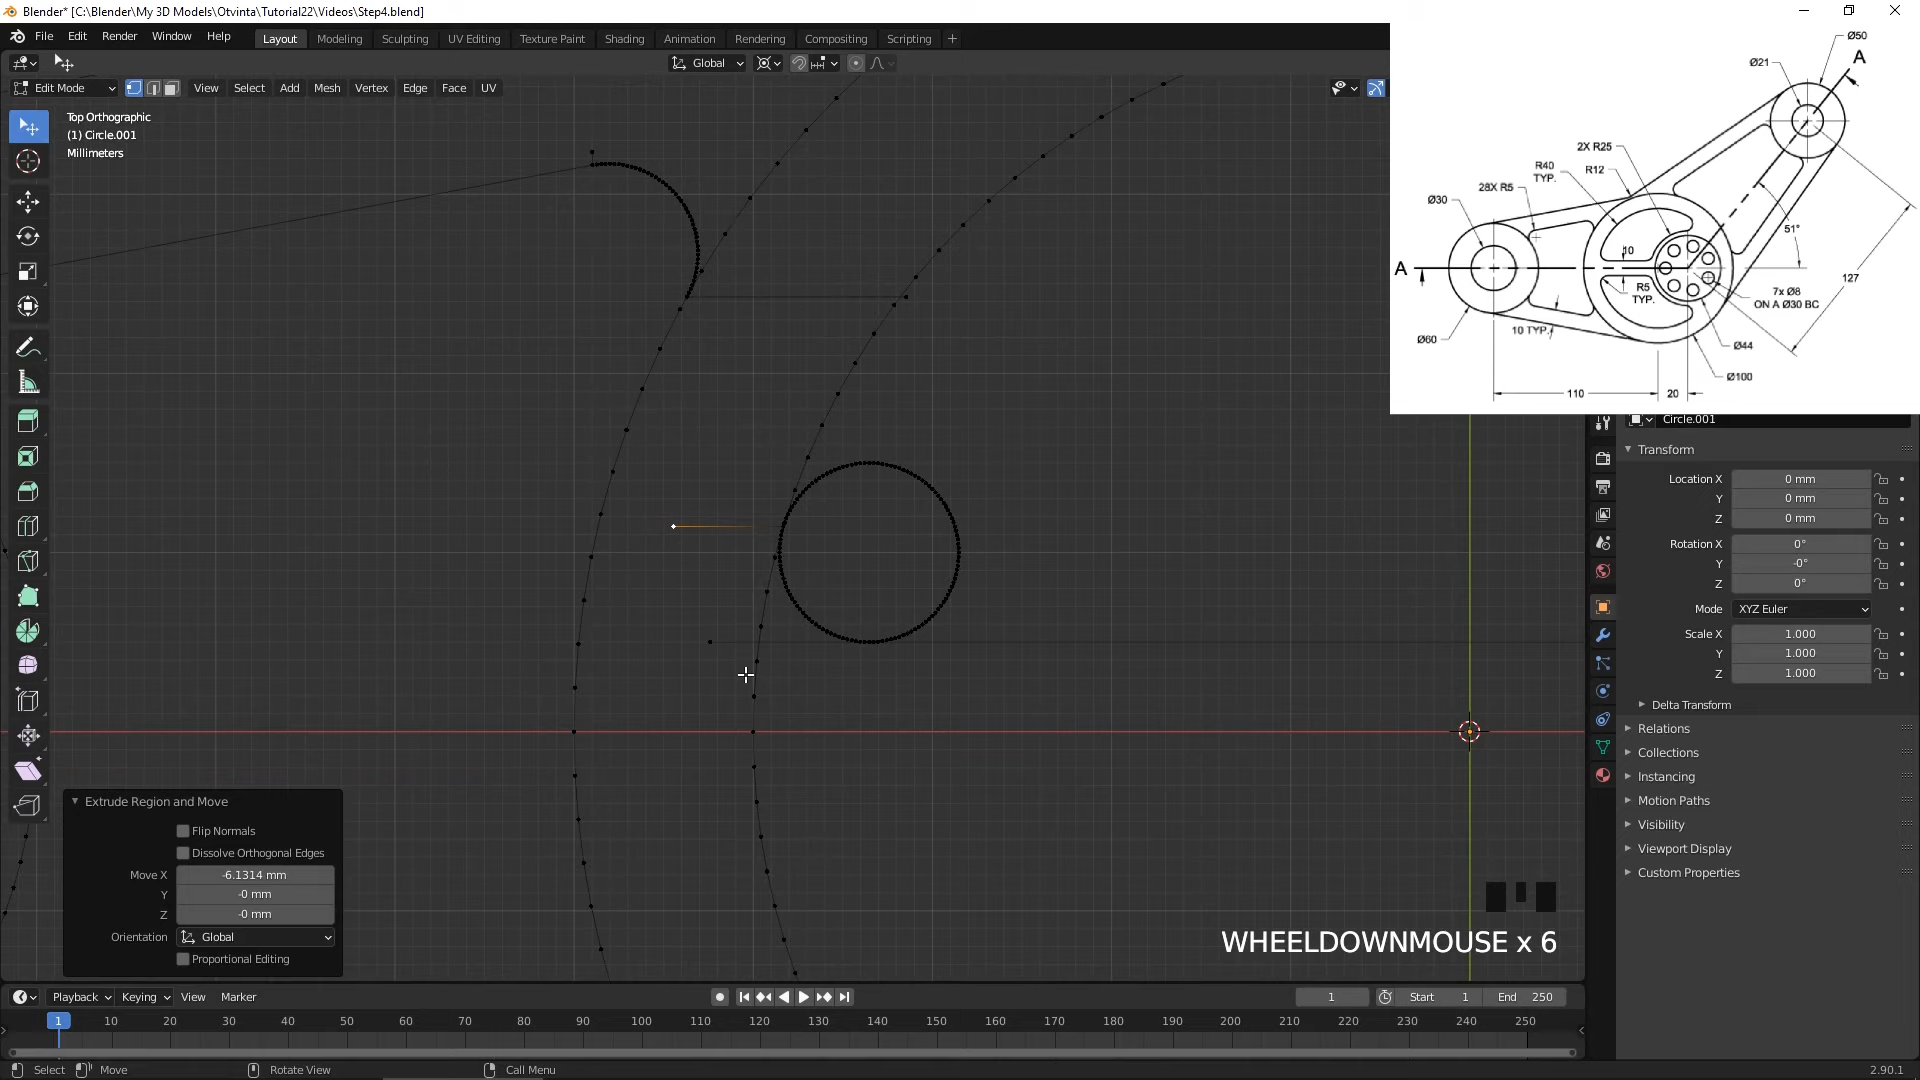 Blender* [C:\Blender\My 3D Models\Otvinta\Tutorial22\Videos\Step4.blend]
File Edit Render Window Help Layout Modeling Sculpting UV Editing Texture Paint Shading Animation Rendering Compositing Scripting +
Global
Edit Mode View Select Add Mesh Vertex Edge Face UV
Top Orthographic
(1) Circle.001
Millimeters
Ø50
Ø21
A
2X R25
R40
TYP.
R12
28X R5
Ø30
51°
10
A
127
R5
TYP.
7x Ø8
ON A Ø30 BC
10 TYP.
Ø60
Ø44
Ø100
110
20
Circle.001
Transform
Location X 0 mm
Y 0 mm
Z 0 mm
Rotation X 0°
Y -0°
Z 0°
Mode XYZ Euler
Scale X 1.000
Y 1.000
Z 1.000
Delta Transform
Relations
Collections
Instancing
Motion Paths
Visibility
Viewport Display
Custom Properties
Extrude Region and Move
Flip Normals
Dissolve Orthogonal Edges
Move X -6.1314 mm
Y -0 mm
Z -0 mm
Orientation Global
Proportional Editing
WHEELDOWNMOUSE x 6
Playback Keying View Marker 1 Start 1 End 250
1 10 20 30 40 50 60 70 80 90 100 110 120 130 140 150 160 170 180 190 200 210 220 230 240 250
Select Move Rotate View Call Menu 2.90.1